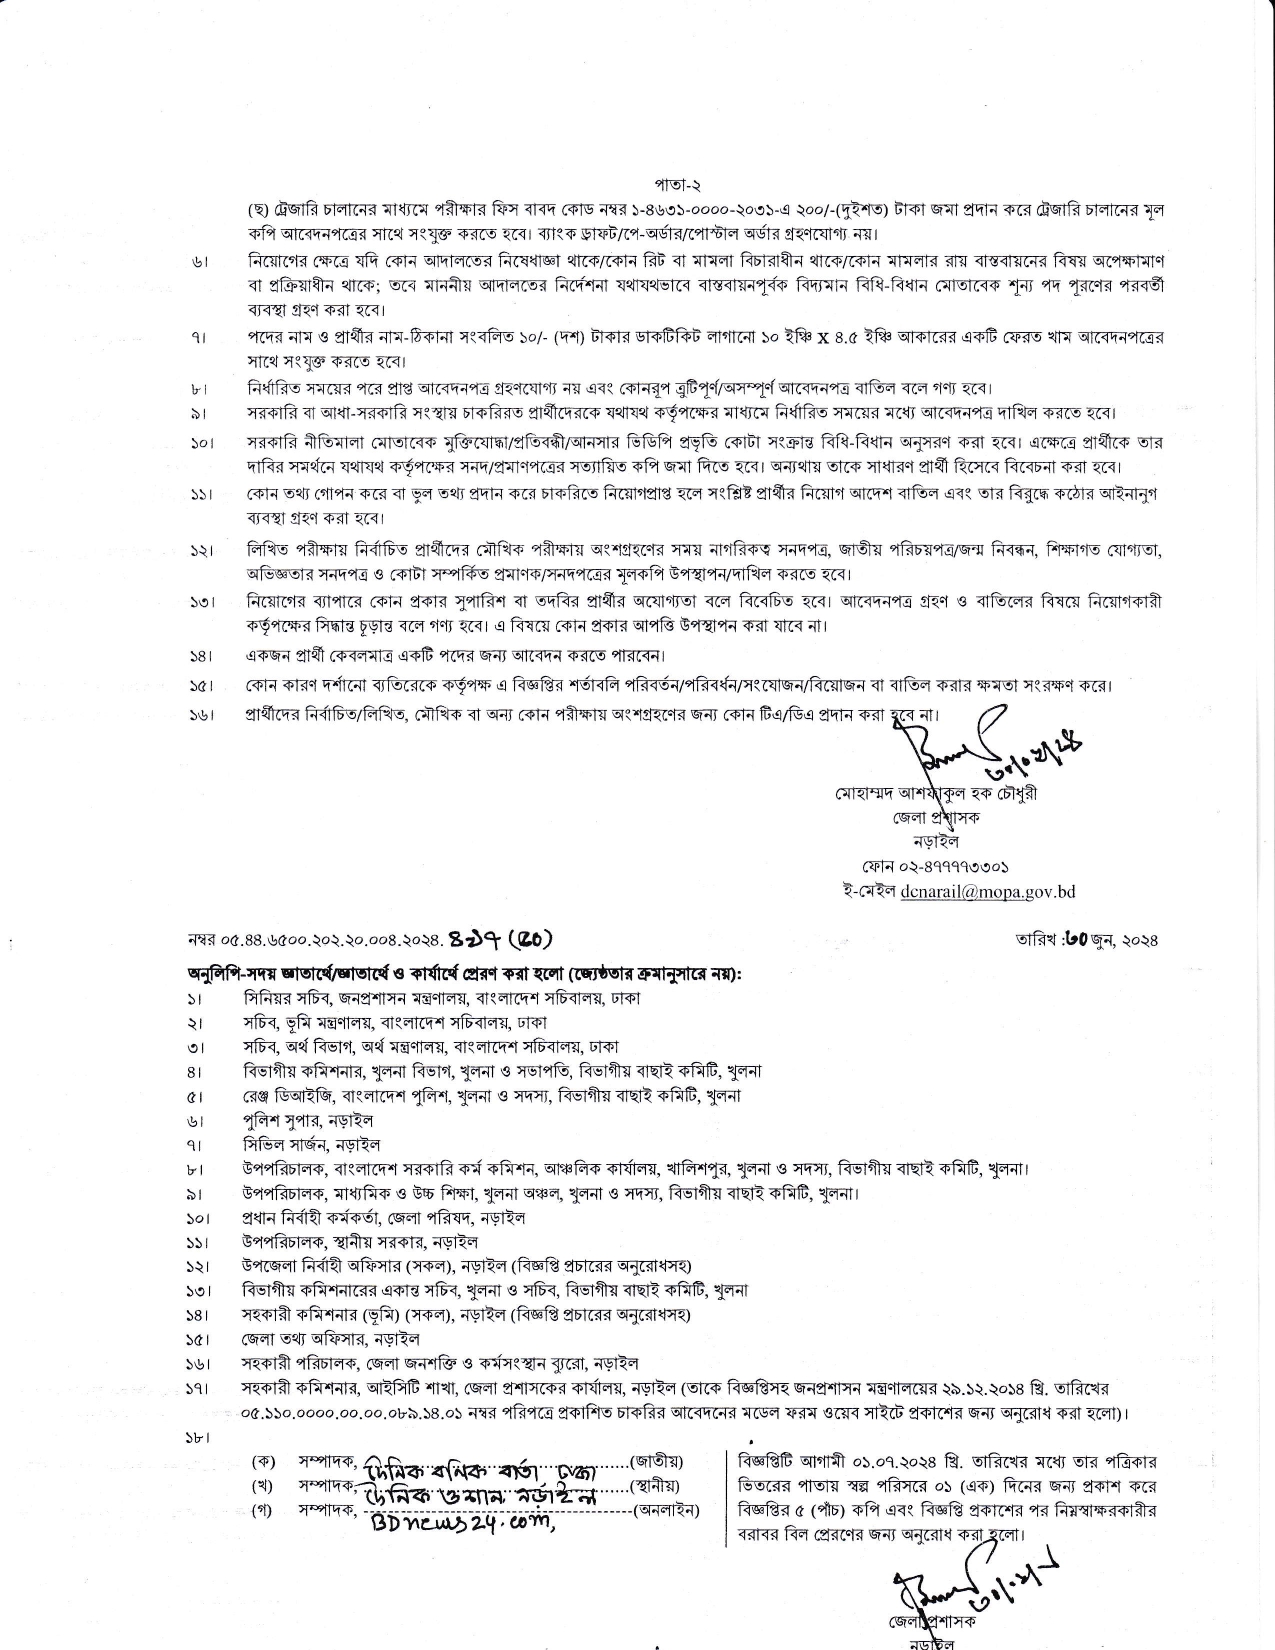 পাতা-২
(ছ) ট্রেজারি চালানের মাধ্যমে পরীক্ষার ফিস বাবদ কোড নম্বর ১-৪৬৩১-০০০০-২০৩১-এ ২০০/-(দুইশত) টাকা জমা প্রদান করে ট্রেজারি চালানের মূল
কপি আবেদনপত্রের সাথে সংযুক্ত করতে হবে। ব্যাংক ড্রাফট/পে-অর্ডার/পোস্টাল অর্ডার গ্রহণযোগ্য নয়।
৬। নিয়োগের ক্ষেত্রে যদি কোন আদালতের নিষেধাজ্ঞা থাকে/কোন রিট বা মামলা বিচারাধীন থাকে/কোন মামলার রায় বাস্তবায়নের বিষয় অপেক্ষামাণ
বা প্রক্রিয়াধীন থাকে; তবে মাননীয় আদালতের নির্দেশনা যথাযথভাবে বাস্তবায়নপূর্বক বিদ্যমান বিধি-বিধান মোতাবেক শূন্য পদ পূরণের পরবর্তী
ব্যবস্থা গ্রহণ করা হবে।
৭। পদের নাম ও প্রার্থীর নাম-ঠিকানা সংবলিত ১০/- (দশ) টাকার ডাকটিকিট লাগানো ১০ ইঞ্চি X ৪.৫ ইঞ্চি আকারের একটি ফেরত খাম আবেদনপত্রের
সাথে সংযুক্ত করতে হবে।
৮। নির্ধারিত সময়ের পরে প্রাপ্ত আবেদনপত্র গ্রহণযোগ্য নয় এবং কোনরূপ ত্রুটিপূর্ণ/অসম্পূর্ণ আবেদনপত্র বাতিল বলে গণ্য হবে।
৯। সরকারি বা আধা-সরকারি সংস্থায় চাকরিরত প্রার্থীদেরকে যথাযথ কর্তৃপক্ষের মাধ্যমে নির্ধারিত সময়ের মধ্যে আবেদনপত্র দাখিল করতে হবে।
১০। সরকারি নীতিমালা মোতাবেক মুক্তিযোদ্ধা/প্রতিবন্ধী/আনসার ভিডিপি প্রভৃতি কোটা সংক্রান্ত বিধি-বিধান অনুসরণ করা হবে। এক্ষেত্রে প্রার্থীকে তার
দাবির সমর্থনে যথাযথ কর্তৃপক্ষের সনদ/প্রমাণপত্রের সত্যায়িত কপি জমা দিতে হবে। অন্যথায় তাকে সাধারণ প্রার্থী হিসেবে বিবেচনা করা হবে।
১১। কোন তথ্য গোপন করে বা ভুল তথ্য প্রদান করে চাকরিতে নিয়োগপ্রাপ্ত হলে সংশ্লিষ্ট প্রার্থীর নিয়োগ আদেশ বাতিল এবং তার বিরুদ্ধে কঠোর আইনানুগ
ব্যবস্থা গ্রহণ করা হবে।
১২। লিখিত পরীক্ষায় নির্বাচিত প্রার্থীদের মৌখিক পরীক্ষায় অংশগ্রহণের সময় নাগরিকত্ব সনদপত্র, জাতীয় পরিচয়পত্র/জন্ম নিবন্ধন, শিক্ষাগত যোগ্যতা,
অভিজ্ঞতার সনদপত্র ও কোটা সম্পর্কিত প্রমাণক/সনদপত্রের মূলকপি উপস্থাপন/দাখিল করতে হবে।
১৩। নিয়োগের ব্যাপারে কোন প্রকার সুপারিশ বা তদবির প্রার্থীর অযোগ্যতা বলে বিবেচিত হবে। আবেদনপত্র গ্রহণ ও বাতিলের বিষয়ে নিয়োগকারী
কর্তৃপক্ষের সিদ্ধান্ত চূড়ান্ত বলে গণ্য হবে। এ বিষয়ে কোন প্রকার আপত্তি উপস্থাপন করা যাবে না।
১৪। একজন প্রার্থী কেবলমাত্র একটি পদের জন্য আবেদন করতে পারবেন।
১৫। কোন কারণ দর্শানো ব্যতিরেকে কর্তৃপক্ষ এ বিজ্ঞপ্তির শর্তাবলি পরিবর্তন/পরিবর্ধন/সংযোজন/বিয়োজন বা বাতিল করার ক্ষমতা সংরক্ষণ করে।
১৬। প্রার্থীদের নির্বাচিত/লিখিত, মৌখিক বা অন্য কোন পরীক্ষায় অংশগ্রহণের জন্য কোন টিএ/ডিএ প্রদান করা হবে না।
মোহাম্মদ আশফাকুল হক চৌধুরী
জেলা প্রশাসক
নড়াইল
ফোন ০২-৪৭৭৭৭৩৩০১
ই-মেইল dcnarail@mopa.gov.bd
নম্বর ০৫.৪৪.৬৫০০.২০২.২০.০০৪.২০২৪. ৪২৭ (৫০) তারিখ :৩০ জুন, ২০২৪
অনুলিপি-সদয় জ্ঞাতার্থে/জ্ঞাতার্থে ও কার্যার্থে প্রেরণ করা হলো (জ্যেষ্ঠতার ক্রমানুসারে নয়):
১। সিনিয়র সচিব, জনপ্রশাসন মন্ত্রণালয়, বাংলাদেশ সচিবালয়, ঢাকা
২। সচিব, ভূমি মন্ত্রণালয়, বাংলাদেশ সচিবালয়, ঢাকা
৩। সচিব, অর্থ বিভাগ, অর্থ মন্ত্রণালয়, বাংলাদেশ সচিবালয়, ঢাকা
৪। বিভাগীয় কমিশনার, খুলনা বিভাগ, খুলনা ও সভাপতি, বিভাগীয় বাছাই কমিটি, খুলনা
৫। রেঞ্জ ডিআইজি, বাংলাদেশ পুলিশ, খুলনা ও সদস্য, বিভাগীয় বাছাই কমিটি, খুলনা
৬। পুলিশ সুপার, নড়াইল
৭। সিভিল সার্জন, নড়াইল
৮। উপপরিচালক, বাংলাদেশ সরকারি কর্ম কমিশন, আঞ্চলিক কার্যালয়, খালিশপুর, খুলনা ও সদস্য, বিভাগীয় বাছাই কমিটি, খুলনা।
৯। উপপরিচালক, মাধ্যমিক ও উচ্চ শিক্ষা, খুলনা অঞ্চল, খুলনা ও সদস্য, বিভাগীয় বাছাই কমিটি, খুলনা।
১০। প্রধান নির্বাহী কর্মকর্তা, জেলা পরিষদ, নড়াইল
১১। উপপরিচালক, স্থানীয় সরকার, নড়াইল
১২। উপজেলা নির্বাহী অফিসার (সকল), নড়াইল (বিজ্ঞপ্তি প্রচারের অনুরোধসহ)
১৩। বিভাগীয় কমিশনারের একান্ত সচিব, খুলনা ও সচিব, বিভাগীয় বাছাই কমিটি, খুলনা
১৪। সহকারী কমিশনার (ভূমি) (সকল), নড়াইল (বিজ্ঞপ্তি প্রচারের অনুরোধসহ)
১৫। জেলা তথ্য অফিসার, নড়াইল
১৬। সহকারী পরিচালক, জেলা জনশক্তি ও কর্মসংস্থান ব্যুরো, নড়াইল
১৭। সহকারী কমিশনার, আইসিটি শাখা, জেলা প্রশাসকের কার্যালয়, নড়াইল (তাকে বিজ্ঞপ্তিসহ জনপ্রশাসন মন্ত্রণালয়ের ২৯.১২.২০১৪ খ্রি. তারিখের
০৫.১১০.০০০০.০০.০০.০৮৯.১৪.০১ নম্বর পরিপত্রে প্রকাশিত চাকরির আবেদনের মডেল ফরম ওয়েব সাইটে প্রকাশের জন্য অনুরোধ করা হলো)।
১৮।
(ক) সম্পাদক, দৈনিক বনিক বার্তা ঢাকা (জাতীয়)
(খ) সম্পাদক, দৈনিক ওশান নড়াইল (স্থানীয়)
(গ) সম্পাদক, BDnews24.com, (অনলাইন)
বিজ্ঞপ্তিটি আগামী ০১.০৭.২০২৪ খ্রি. তারিখের মধ্যে তার পত্রিকার
ভিতরের পাতায় স্বল্প পরিসরে ০১ (এক) দিনের জন্য প্রকাশ করে
বিজ্ঞপ্তির ৫ (পাঁচ) কপি এবং বিজ্ঞপ্তি প্রকাশের পর নিম্নস্বাক্ষরকারীর
বরাবর বিল প্রেরণের জন্য অনুরোধ করা হলো।
জেলা প্রশাসক
নড়াইল